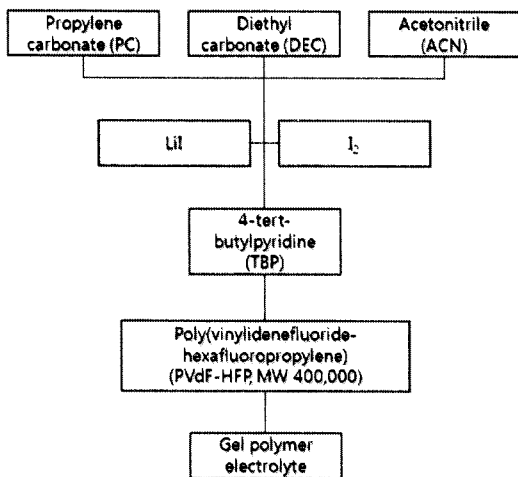 Propylene
carbonate (PC)
Diethyl
carbonate (DEC)
Acetonitrile
(ACN)
LiI
I₂
4-tert-
butylpyridine
(TBP)
Poly(vinylidenefluoride-
hexafluoropropylene)
(PVdF-HFP, MW 400,000)
Gel polymer
electrolyte